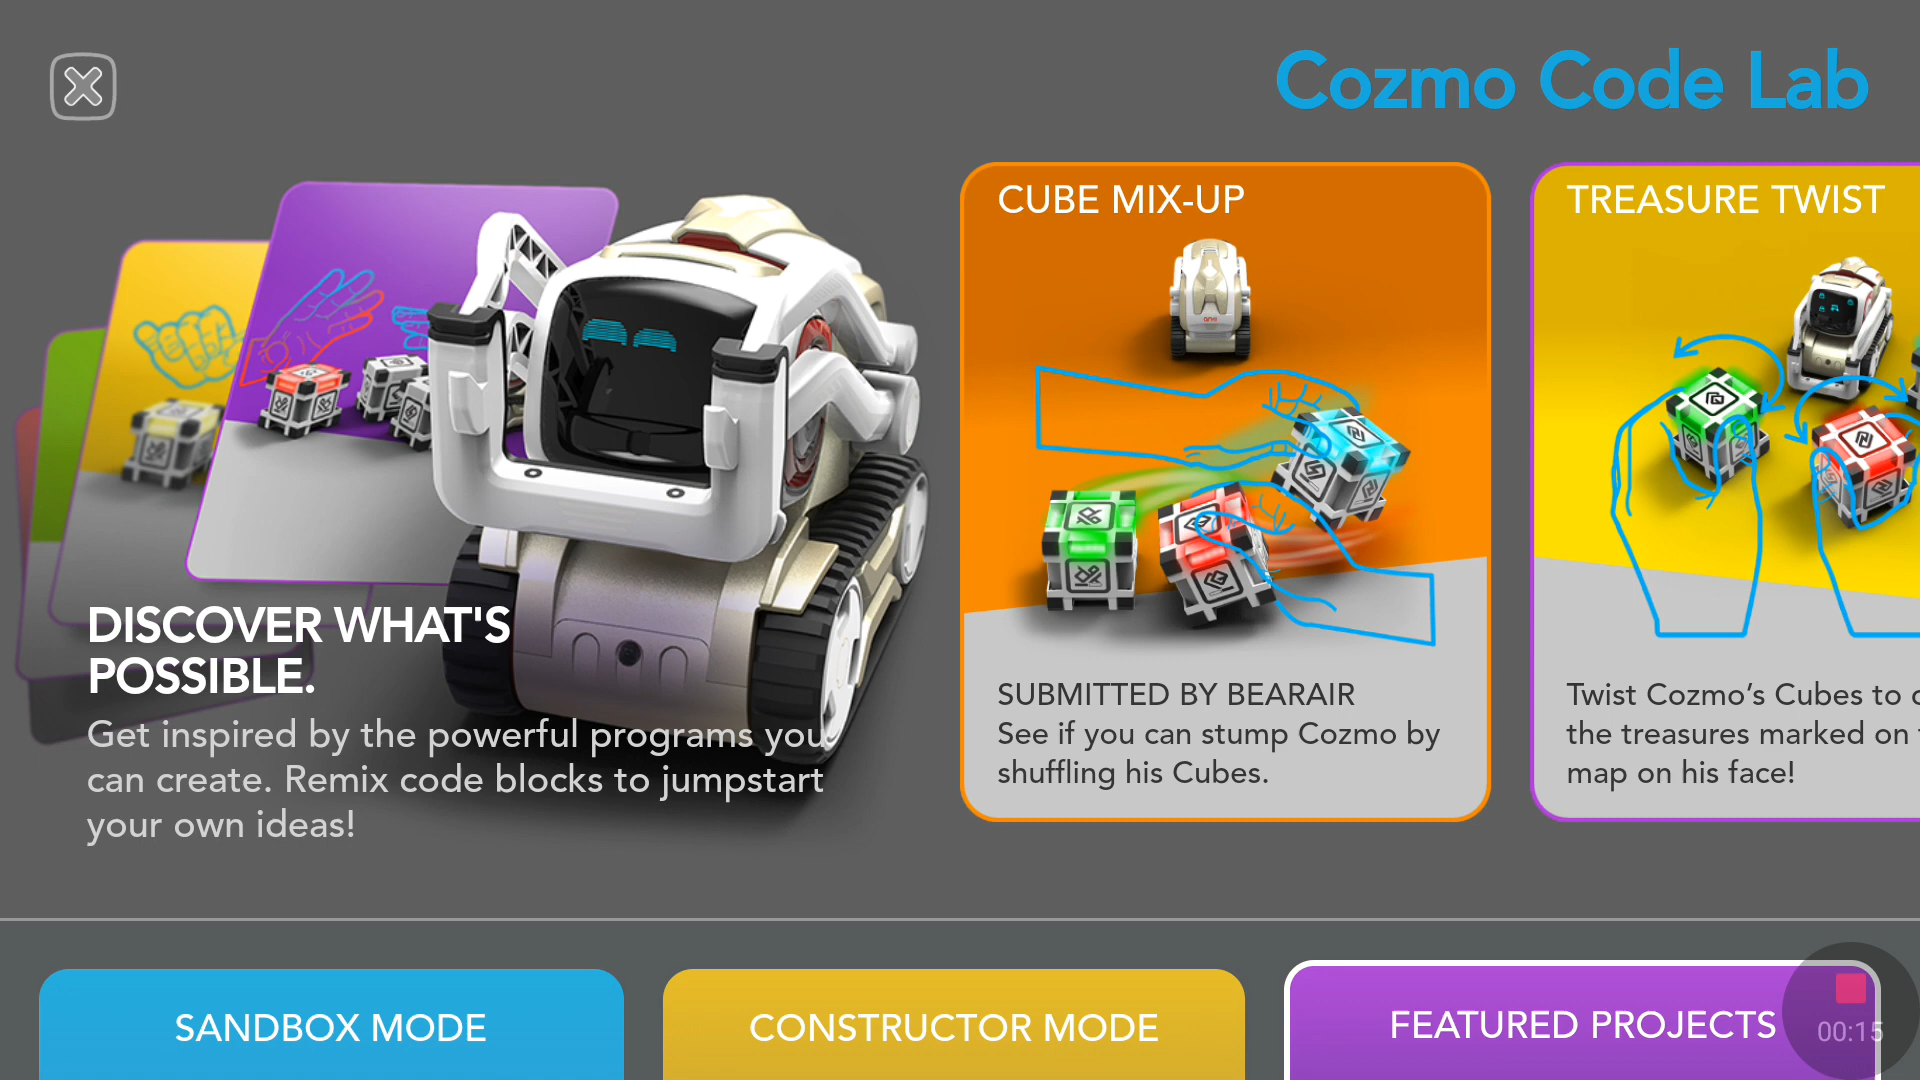 Cozmo Code Lab
DISCOVER WHAT'S
POSSIBLE.
Get inspired by the powerful programs you
can create. Remix code blocks to jumpstart
your own ideas!
CUBE MIX-UP
SUBMITTED BY BEARAIR
See if you can stump Cozmo by
shuffling his Cubes.
TREASURE TWIST
Twist Cozmo's Cubes to
the treasures marked on
map on his face!
SANDBOX MODE
CONSTRUCTOR MODE
FEATURED PROJECTS
00:15